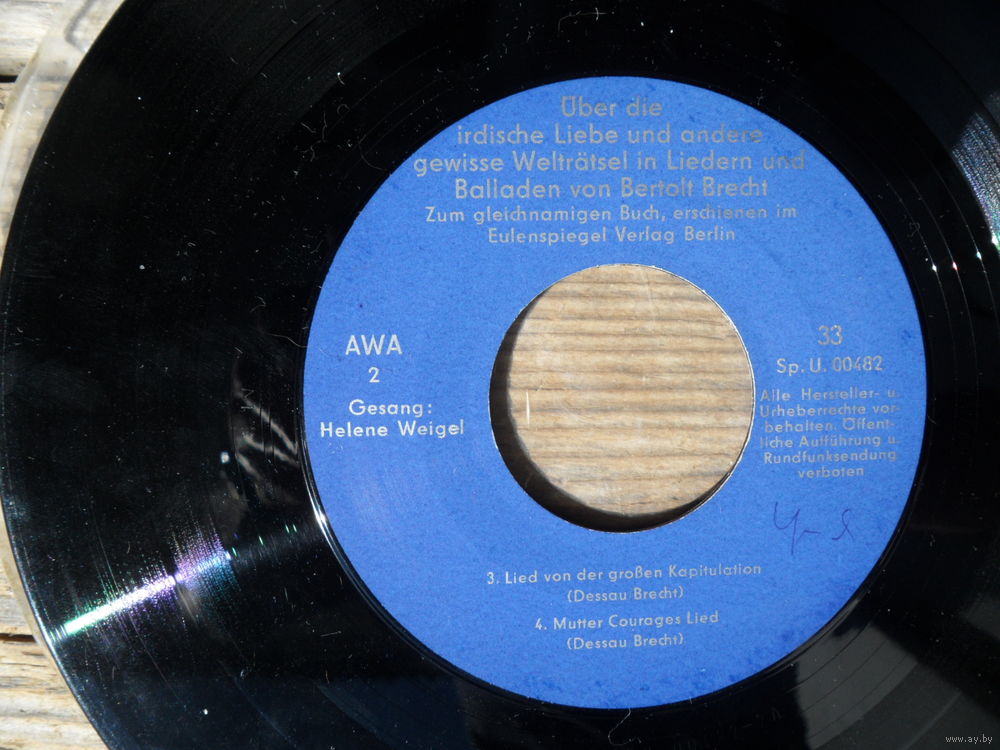 Über die
irdische Liebe und andere
gewisse Welträtsel in Liedern und
Balladen von Bertolt Brecht
Zum gleichnamigen Buch, erschienen im
Eulenspiegel Verlag Berlin
AWA
2
Gesang:
Helene Weigel
33
Sp. U. 00482
Alle Hersteller- u.
Urheberrechte vor-
behalten. Öffent-
liche Aufführung u.
Rundfunksendung
verboten
3. Lied von der großen Kapitulation
(Dessau Brecht)
4. Mutter Courages Lied
(Dessau Brecht)
www.ay.by